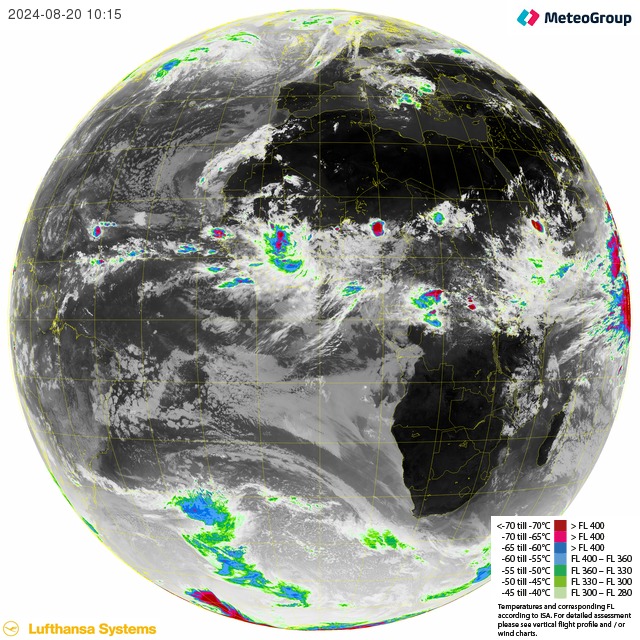 2024-08-20 10:15
MeteoGroup
<-70 till -70°C > FL 400
-70 till -65°C > FL 400
-65 till -60°C > FL 400
-60 till -55°C FL 400 – FL 360
-55 till -50°C FL 360 – FL 330
-50 till -45°C FL 330 – FL 300
-45 till -40°C FL 300 – FL 280
Temperatures and corresponding FL
according to ISA. For detailed assessment
please see vertical flight profile and / or
wind charts.
Lufthansa Systems